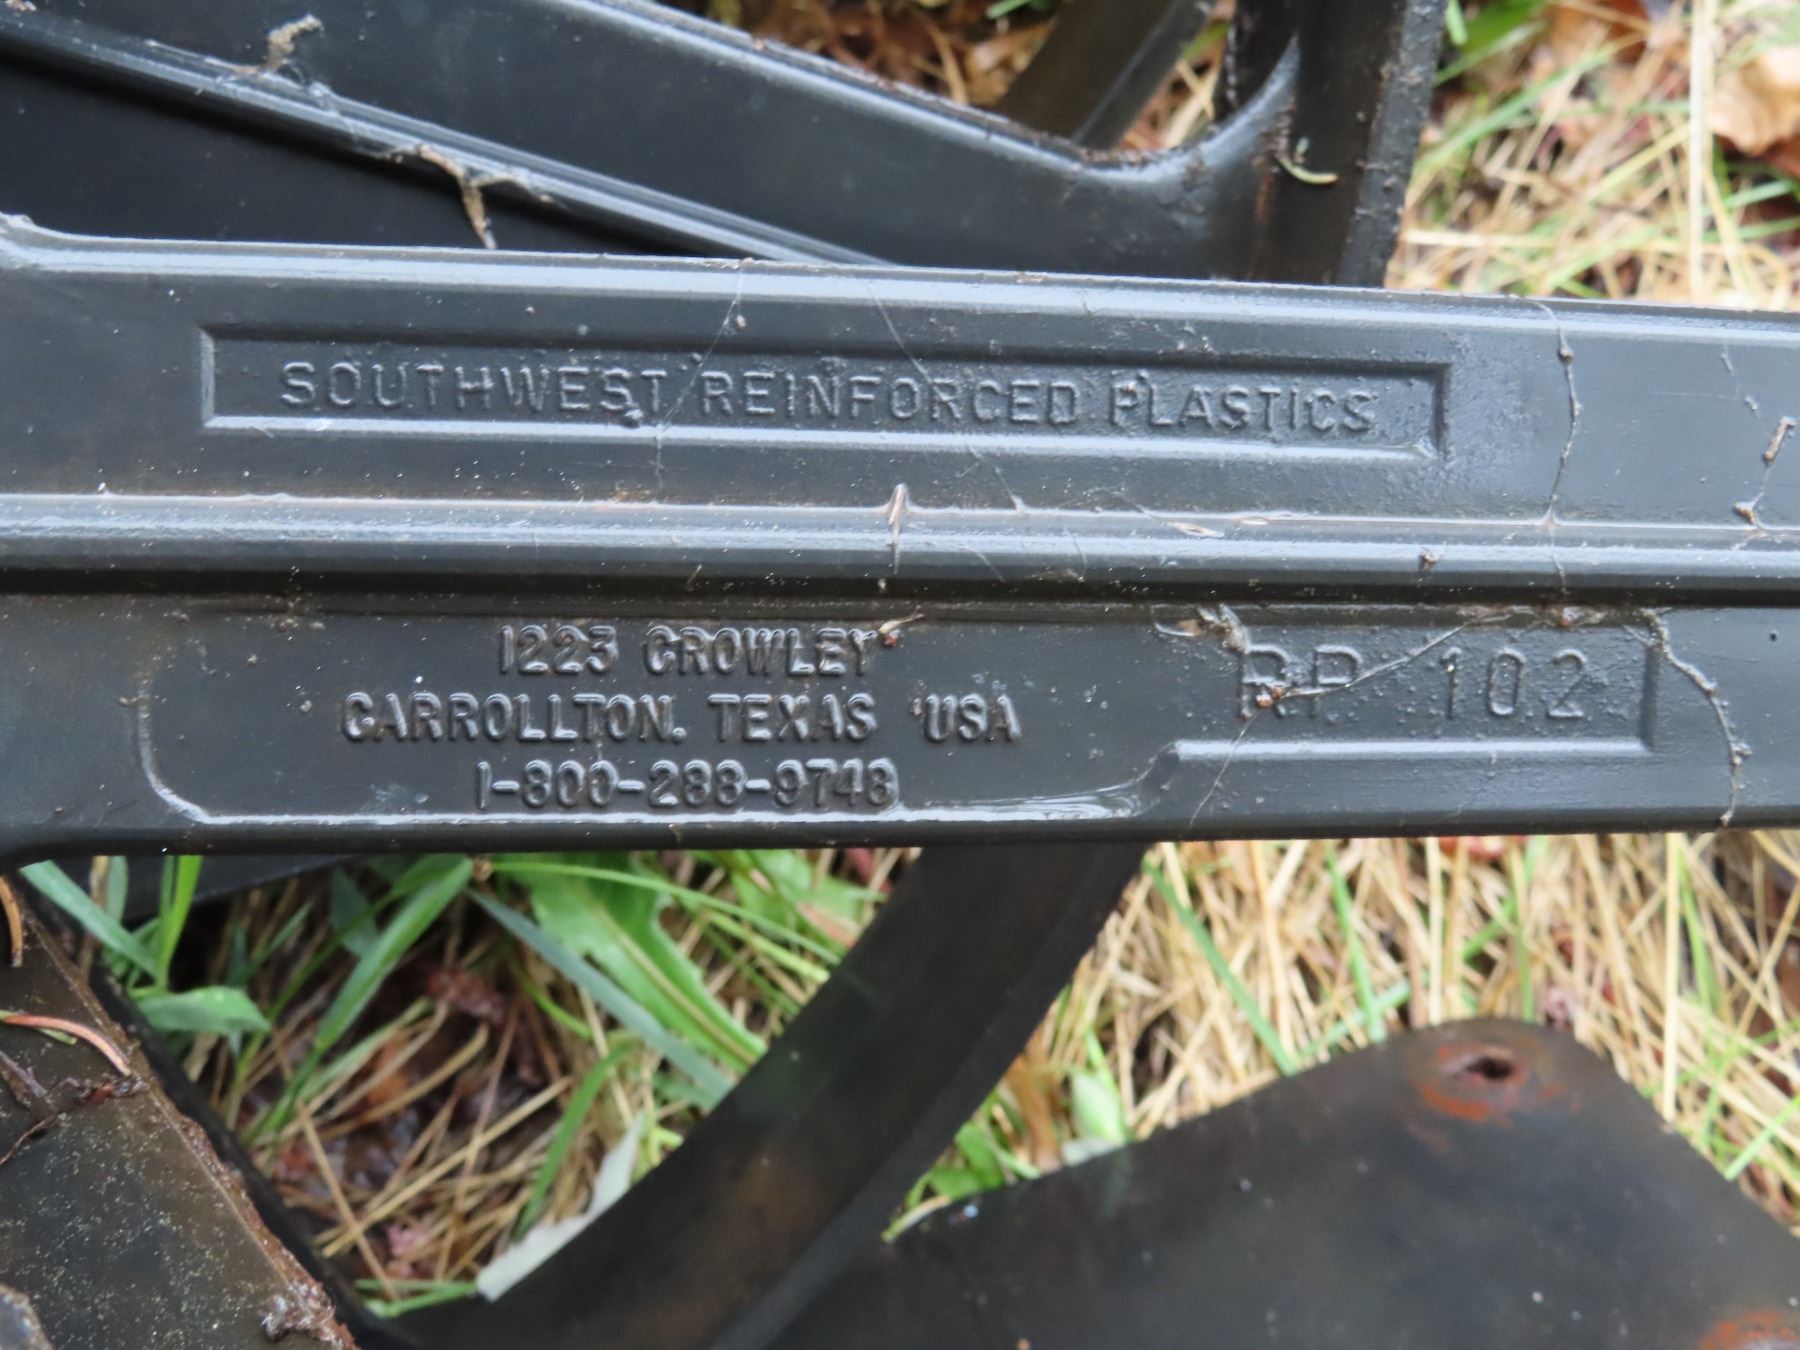 SOUTHWEST REINFORCED PLASTICS
1223 CROWLEY
CARROLLTON, TEXAS USA
1-800-288-9748
RP 102